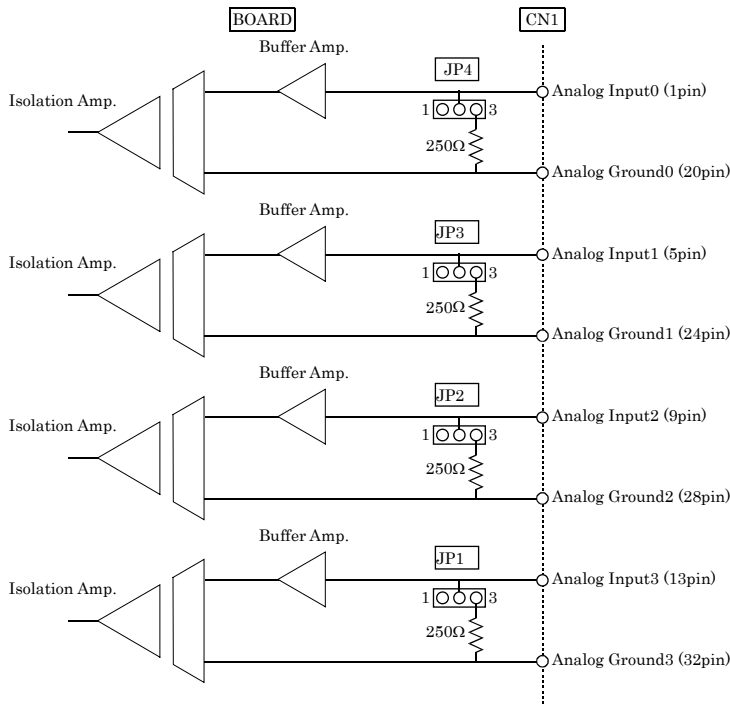 BOARD
CN1
Buffer Amp.
JP4
Isolation Amp.
Analog Input0 (1pin)
1
3
250Ω
Analog Ground0 (20pin)
Buffer Amp.
JP3
Isolation Amp.
Analog Input1 (5pin)
1
3
250Ω
Analog Ground1 (24pin)
Buffer Amp.
JP2
Isolation Amp.
Analog Input2 (9pin)
1
3
250Ω
Analog Ground2 (28pin)
Buffer Amp.
JP1
Isolation Amp.
Analog Input3 (13pin)
1
3
250Ω
Analog Ground3 (32pin)